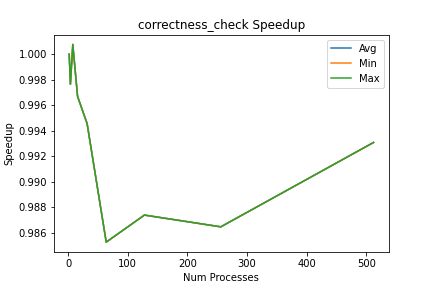 correctness_check Speedup
Avg
Min
Max
1.000
0.998
0.996
0.994
0.992
0.990
0.988
0.986
Speedup
0
100
200
300
400
500
Num Processes